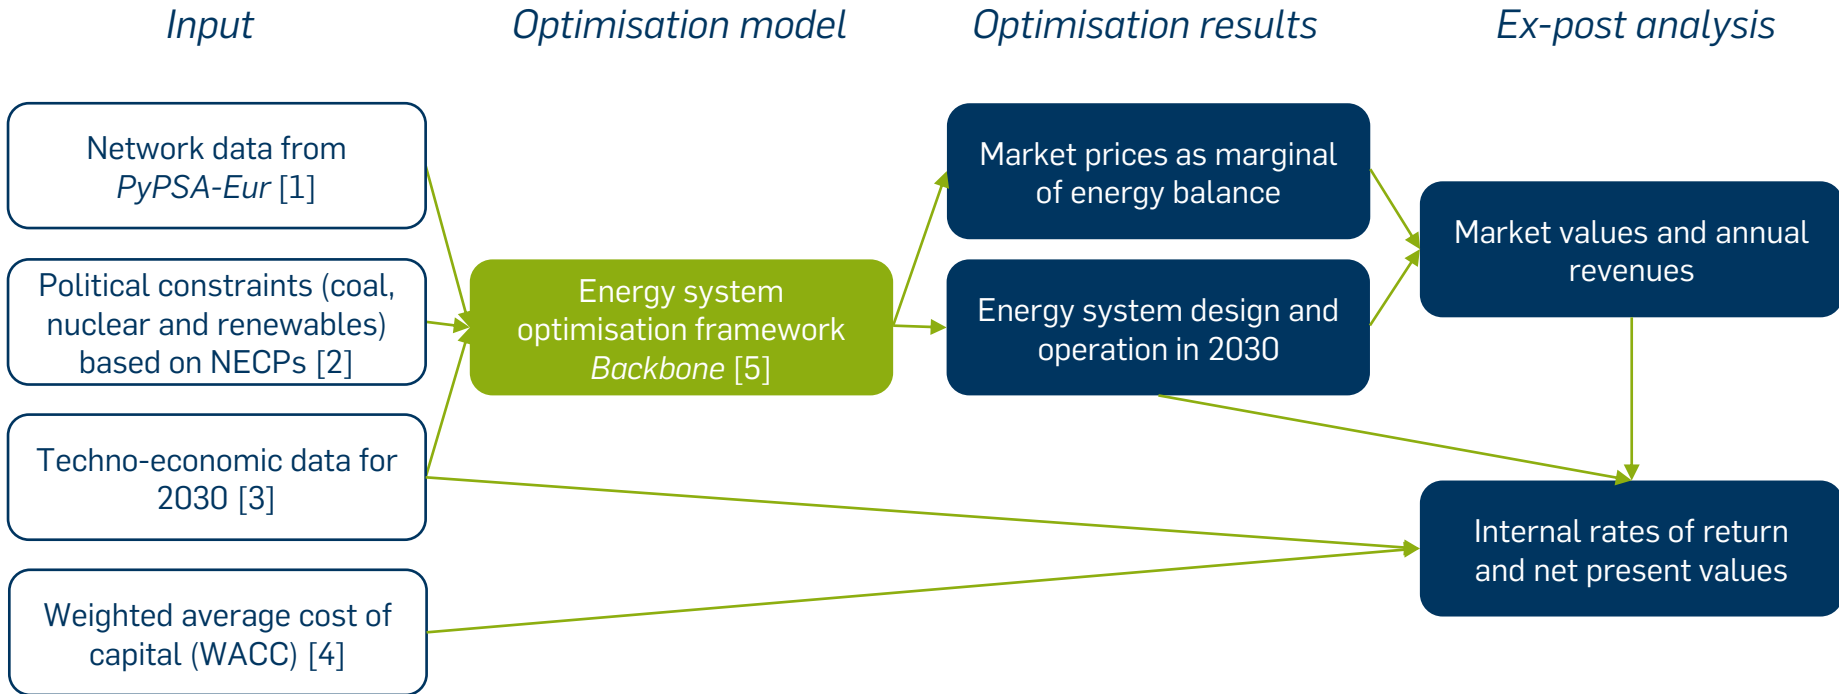 Input
Optimisation model
Optimisation results
Ex-post analysis
Network data from
PyPSA-Eur [1]
Political constraints (coal,
nuclear and renewables)
based on NECPs [2]
Techno-economic data for
2030 [3]
Weighted average cost of
capital (WACC) [4]
Energy system
optimisation framework
Backbone [5]
Market prices as marginal
of energy balance
Energy system design and
operation in 2030
Market values and annual
revenues
Internal rates of return
and net present values